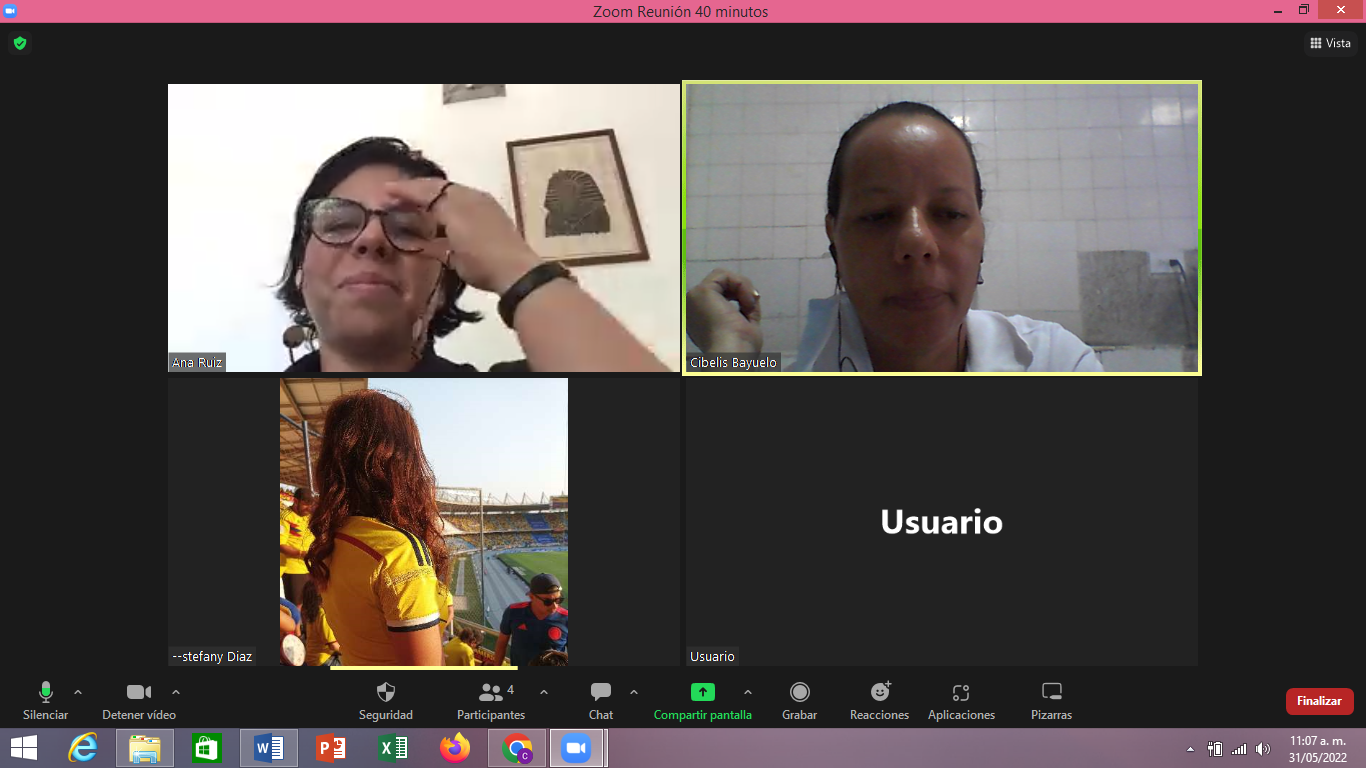 Zoom Reunión 40 minutos
Vista
Ana Ruiz
Cibelis Bayuelo
--stefany Diaz
Usuario
Usuario
Silenciar
Detener vídeo
Seguridad
4
Participantes
Chat
Compartir pantalla
Grabar
Reacciones
Aplicaciones
Pizarras
Finalizar
11:07 a. m.
31/05/2022